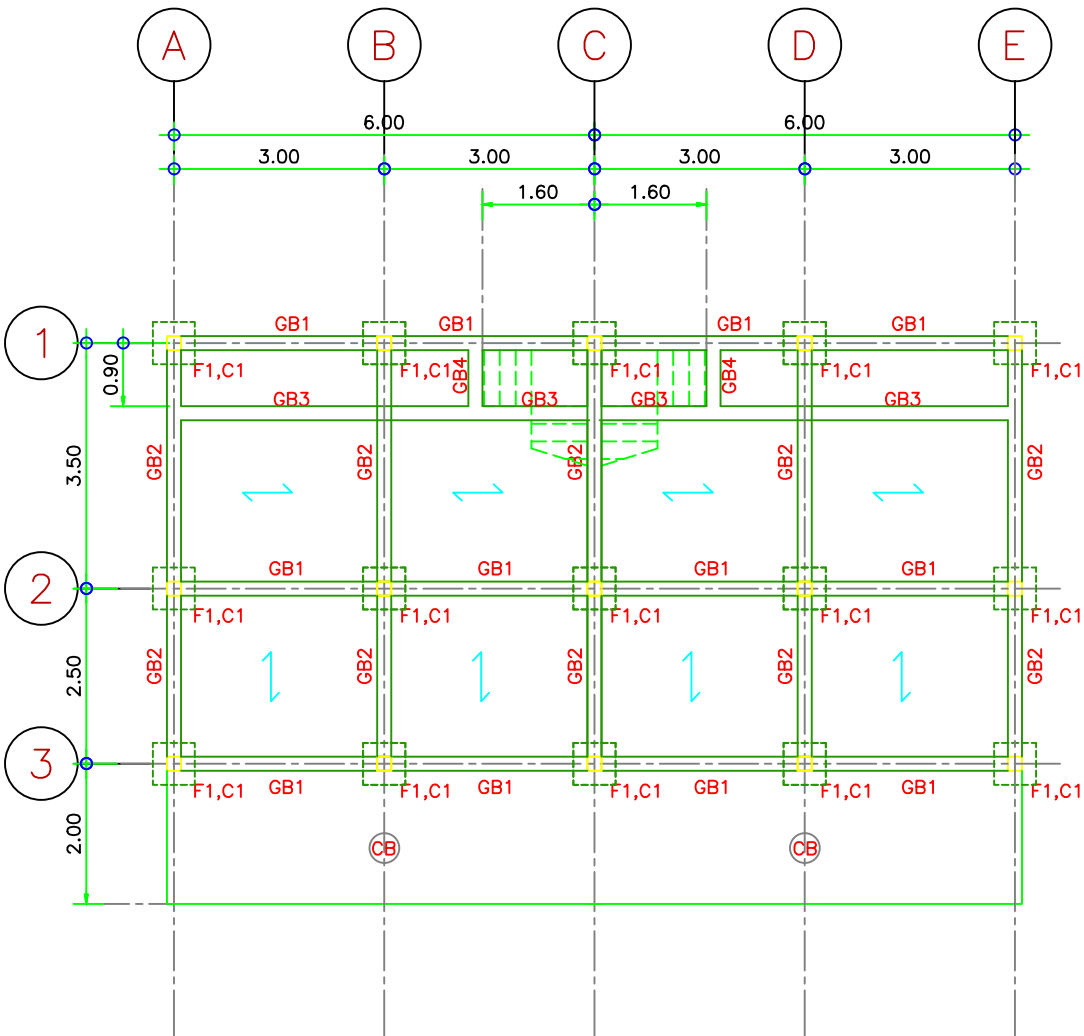 A B C D E
6.00 6.00
3.00 3.00 3.00 3.00
1.60 1.60
1
GB1 GB1 GB1 GB1
F1,C1 F1,C1 F1,C1 F1,C1 F1,C1
0.90
GB4 GB4
GB3 GB3 GB3 GB3
3.50
GB2 GB2 GB2 GB2 GB2
2
GB1 GB1 GB1 GB1
F1,C1 F1,C1 F1,C1 F1,C1 F1,C1
2.50
GB2 GB2 GB2 GB2 GB2
3
GB1 GB1 GB1 GB1
F1,C1 F1,C1 F1,C1 F1,C1 F1,C1
2.00
CB CB